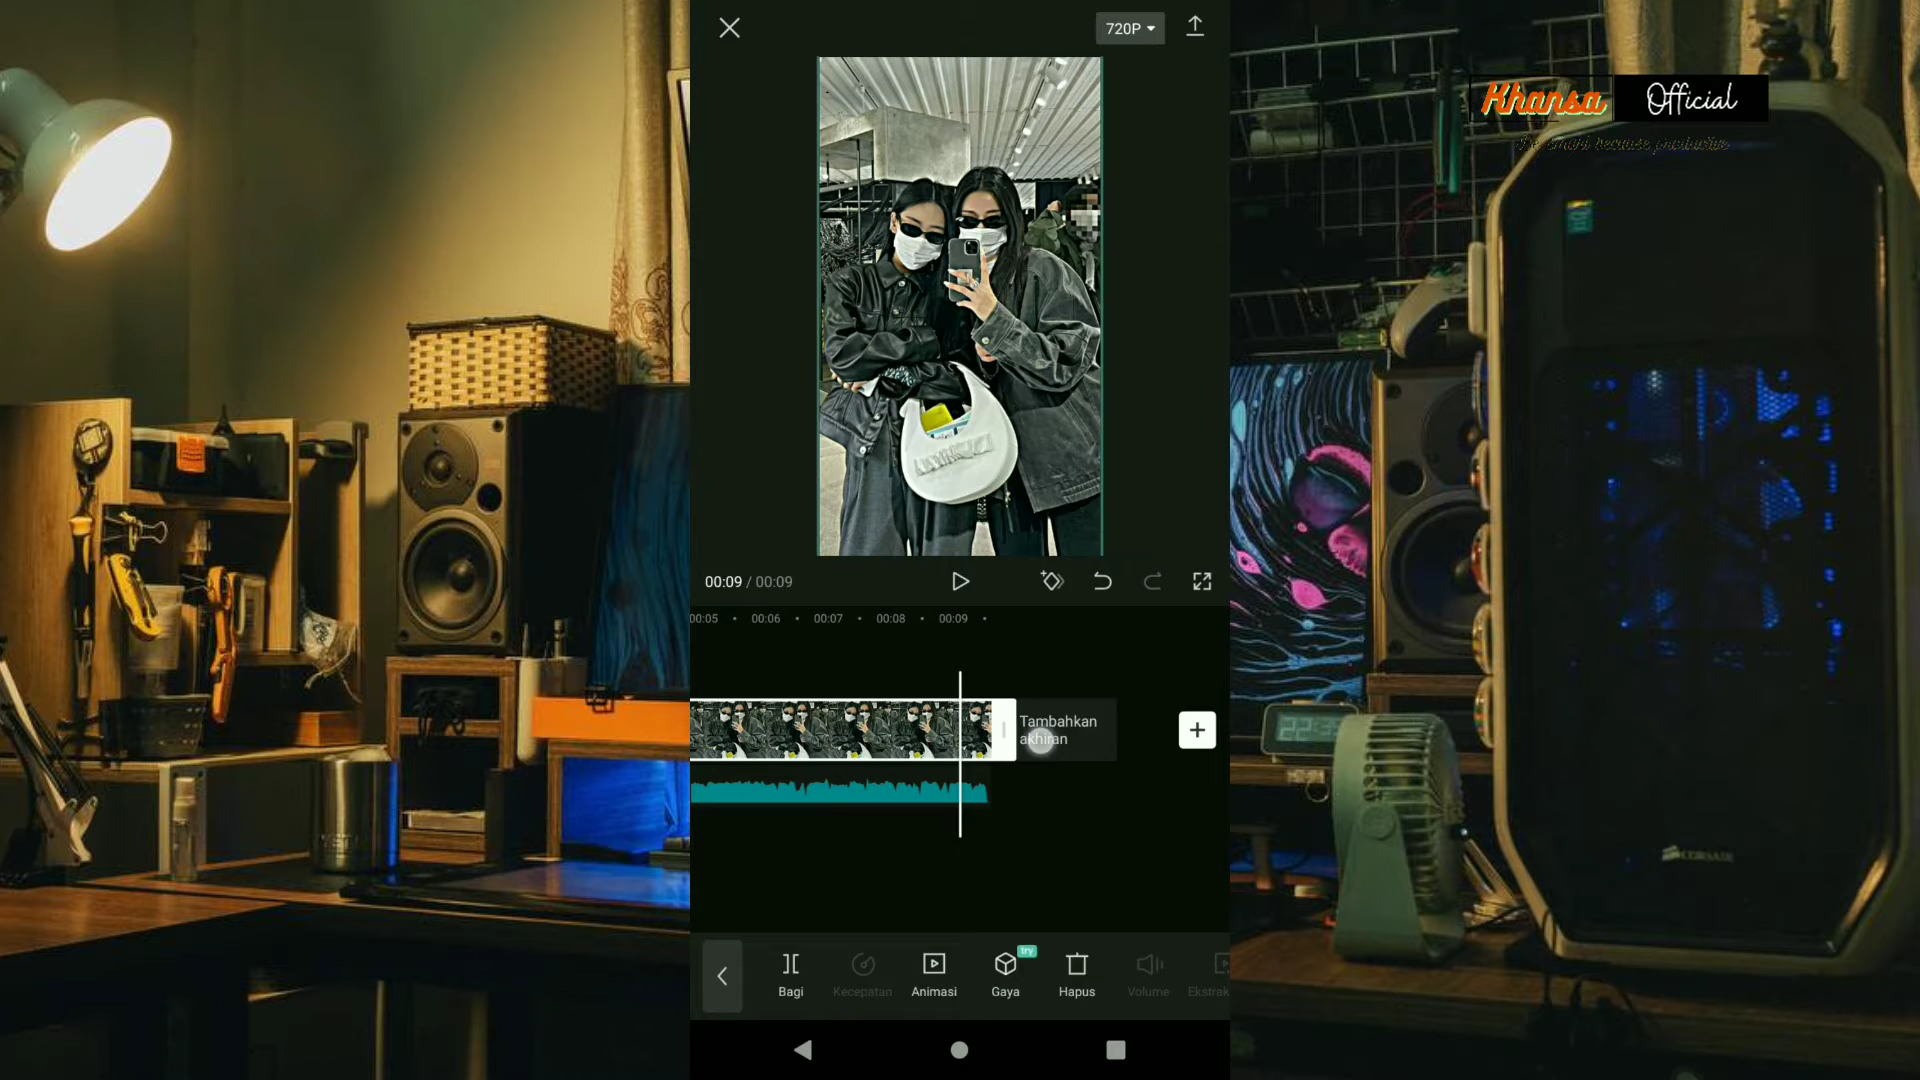 720P
Khansa Official
00:09 / 00:09
00:05 00:06 00:07 00:08 00:09
Tambahkan
akhiran
try
Bagi Kecepatan Animasi Gaya Hapus Volume Ekstrak
CORSAIR